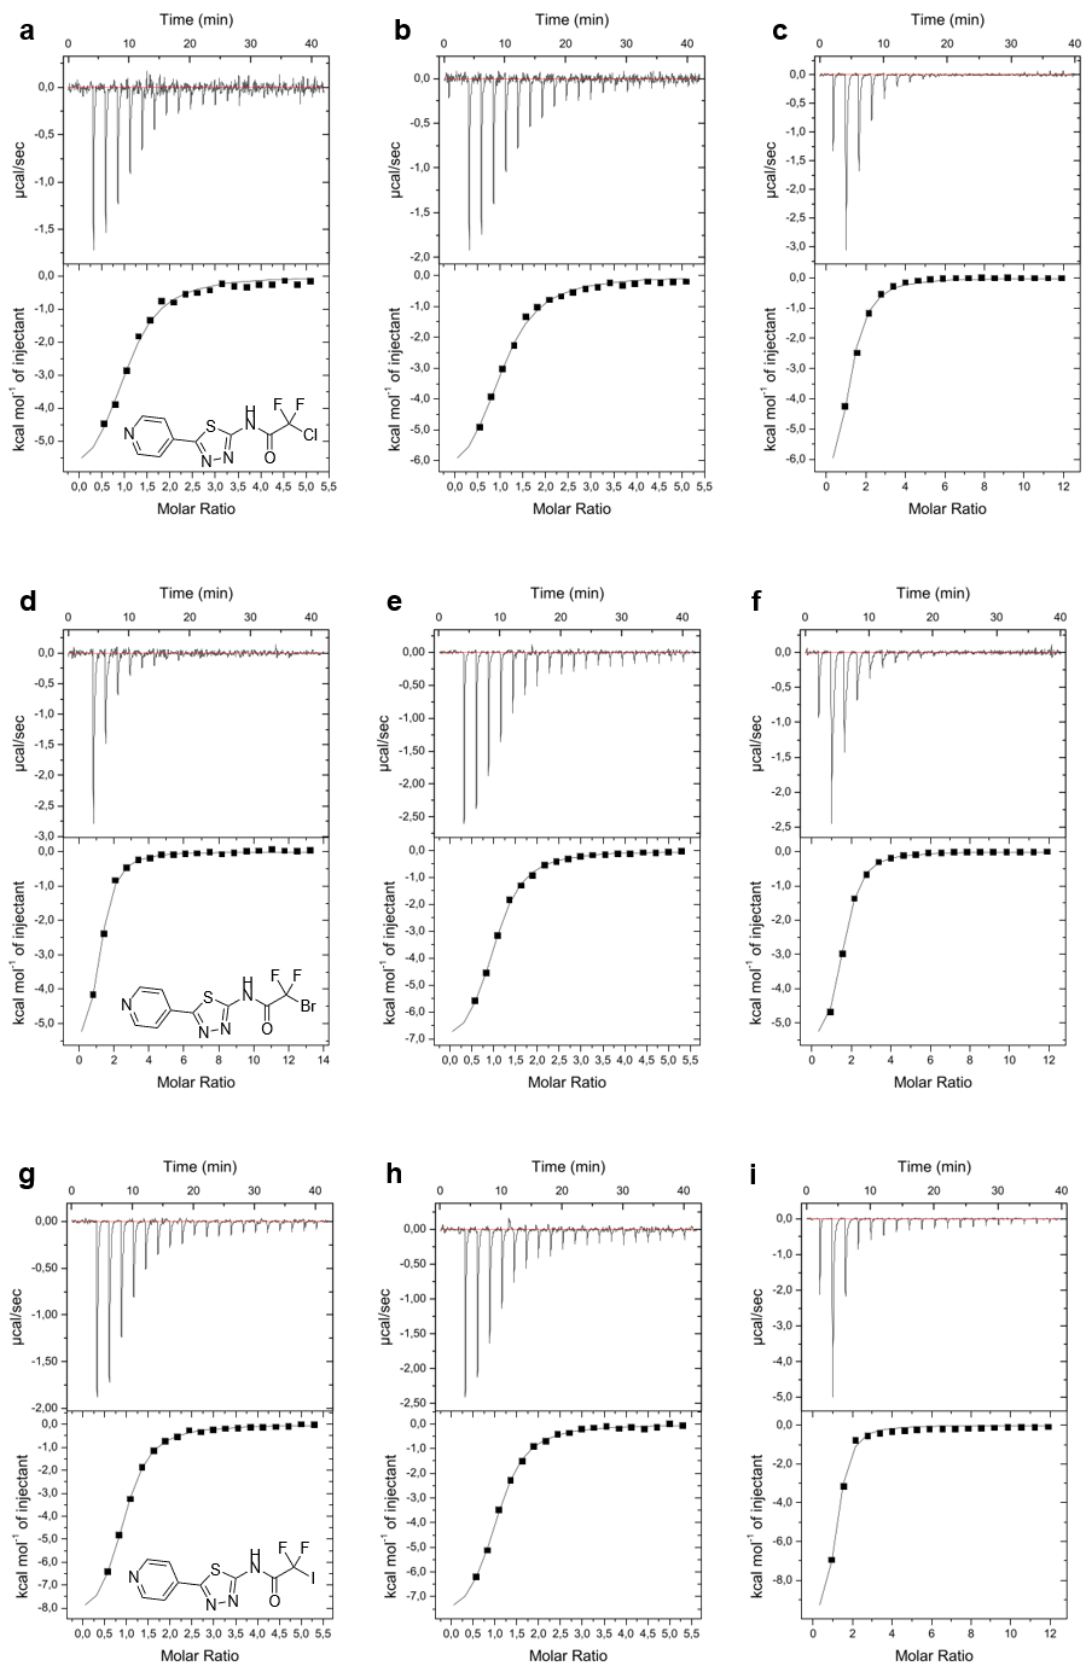 a
Time (min)
0 10 20 30 40
0,0
-0,5
-1,0
-1,5
µcal/sec
0,0
-1,0
-2,0
-3,0
-4,0
-5,0
kcal mol⁻¹ of injectant
N S N N H N O F F Cl
0,0 0,5 1,0 1,5 2,0 2,5 3,0 3,5 4,0 4,5 5,0 5,5
Molar Ratio
b
Time (min)
0 10 20 30 40
0,0
-0,5
-1,0
-1,5
-2,0
µcal/sec
0,0
-1,0
-2,0
-3,0
-4,0
-5,0
-6,0
kcal mol⁻¹ of injectant
0,0 0,5 1,0 1,5 2,0 2,5 3,0 3,5 4,0 4,5 5,0 5,5
Molar Ratio
c
Time (min)
0 10 20 30 40
0,0
-0,5
-1,0
-1,5
-2,0
-2,5
-3,0
µcal/sec
0,0
-1,0
-2,0
-3,0
-4,0
-5,0
-6,0
kcal mol⁻¹ of injectant
0 2 4 6 8 10 12
Molar Ratio
d
Time (min)
0 10 20 30 40
0,0
-0,5
-1,0
-1,5
-2,0
-2,5
-3,0
µcal/sec
0,0
-1,0
-2,0
-3,0
-4,0
-5,0
kcal mol⁻¹ of injectant
N S N N H N O F F Br
0 2 4 6 8 10 12 14
Molar Ratio
e
Time (min)
0 10 20 30 40
0,00
-0,50
-1,00
-1,50
-2,00
-2,50
µcal/sec
0,0
-1,0
-2,0
-3,0
-4,0
-5,0
-6,0
-7,0
kcal mol⁻¹ of injectant
0,0 0,5 1,0 1,5 2,0 2,5 3,0 3,5 4,0 4,5 5,0 5,5
Molar Ratio
f
Time (min)
0 10 20 30 40
0,0
-0,5
-1,0
-1,5
-2,0
-2,5
µcal/sec
0,0
-1,0
-2,0
-3,0
-4,0
-5,0
kcal mol⁻¹ of injectant
0 2 4 6 8 10 12
Molar Ratio
g
Time (min)
0 10 20 30 40
0,00
-0,50
-1,00
-1,50
-2,00
µcal/sec
0,0
-1,0
-2,0
-3,0
-4,0
-5,0
-6,0
-7,0
-8,0
kcal mol⁻¹ of injectant
N S N N H N O F F I
0,0 0,5 1,0 1,5 2,0 2,5 3,0 3,5 4,0 4,5 5,0 5,5
Molar Ratio
h
Time (min)
0 10 20 30 40
0,00
-0,50
-1,00
-1,50
-2,00
-2,50
µcal/sec
0,0
-1,0
-2,0
-3,0
-4,0
-5,0
-6,0
-7,0
kcal mol⁻¹ of injectant
0,0 0,5 1,0 1,5 2,0 2,5 3,0 3,5 4,0 4,5 5,0 5,5
Molar Ratio
i
Time (min)
0 10 20 30 40
0,0
-1,0
-2,0
-3,0
-4,0
-5,0
µcal/sec
0,0
-2,0
-4,0
-6,0
-8,0
kcal mol⁻¹ of injectant
0 2 4 6 8 10 12
Molar Ratio